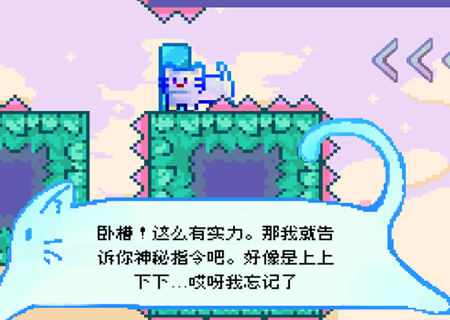 卧槽！这么有实力。那我就告
诉你神秘指令吧。好像是上上
下下…哎呀我忘记了